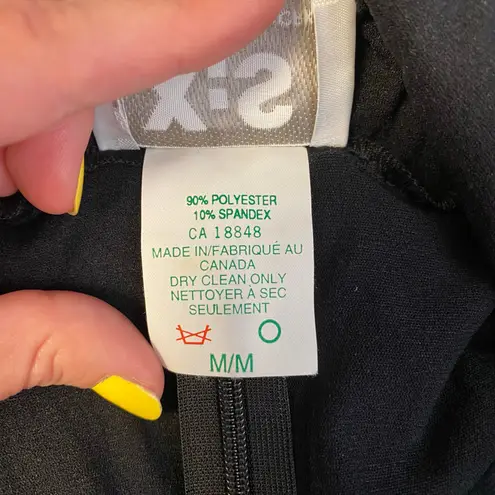 90% POLYESTER
10% SPANDEX
CA 18848
MADE IN/FABRIQUÉ AU
CANADA
DRY CLEAN ONLY
NETTOYER À SEC
SEULEMENT
M/M